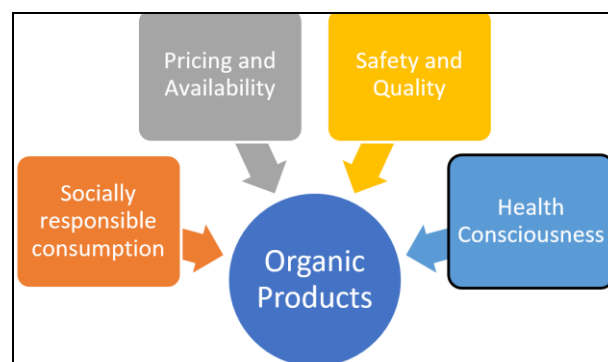 Pricing and
Availability
Safety and
Quality
Socially
responsible
consumption
Health
Consciousness
Organic
Products